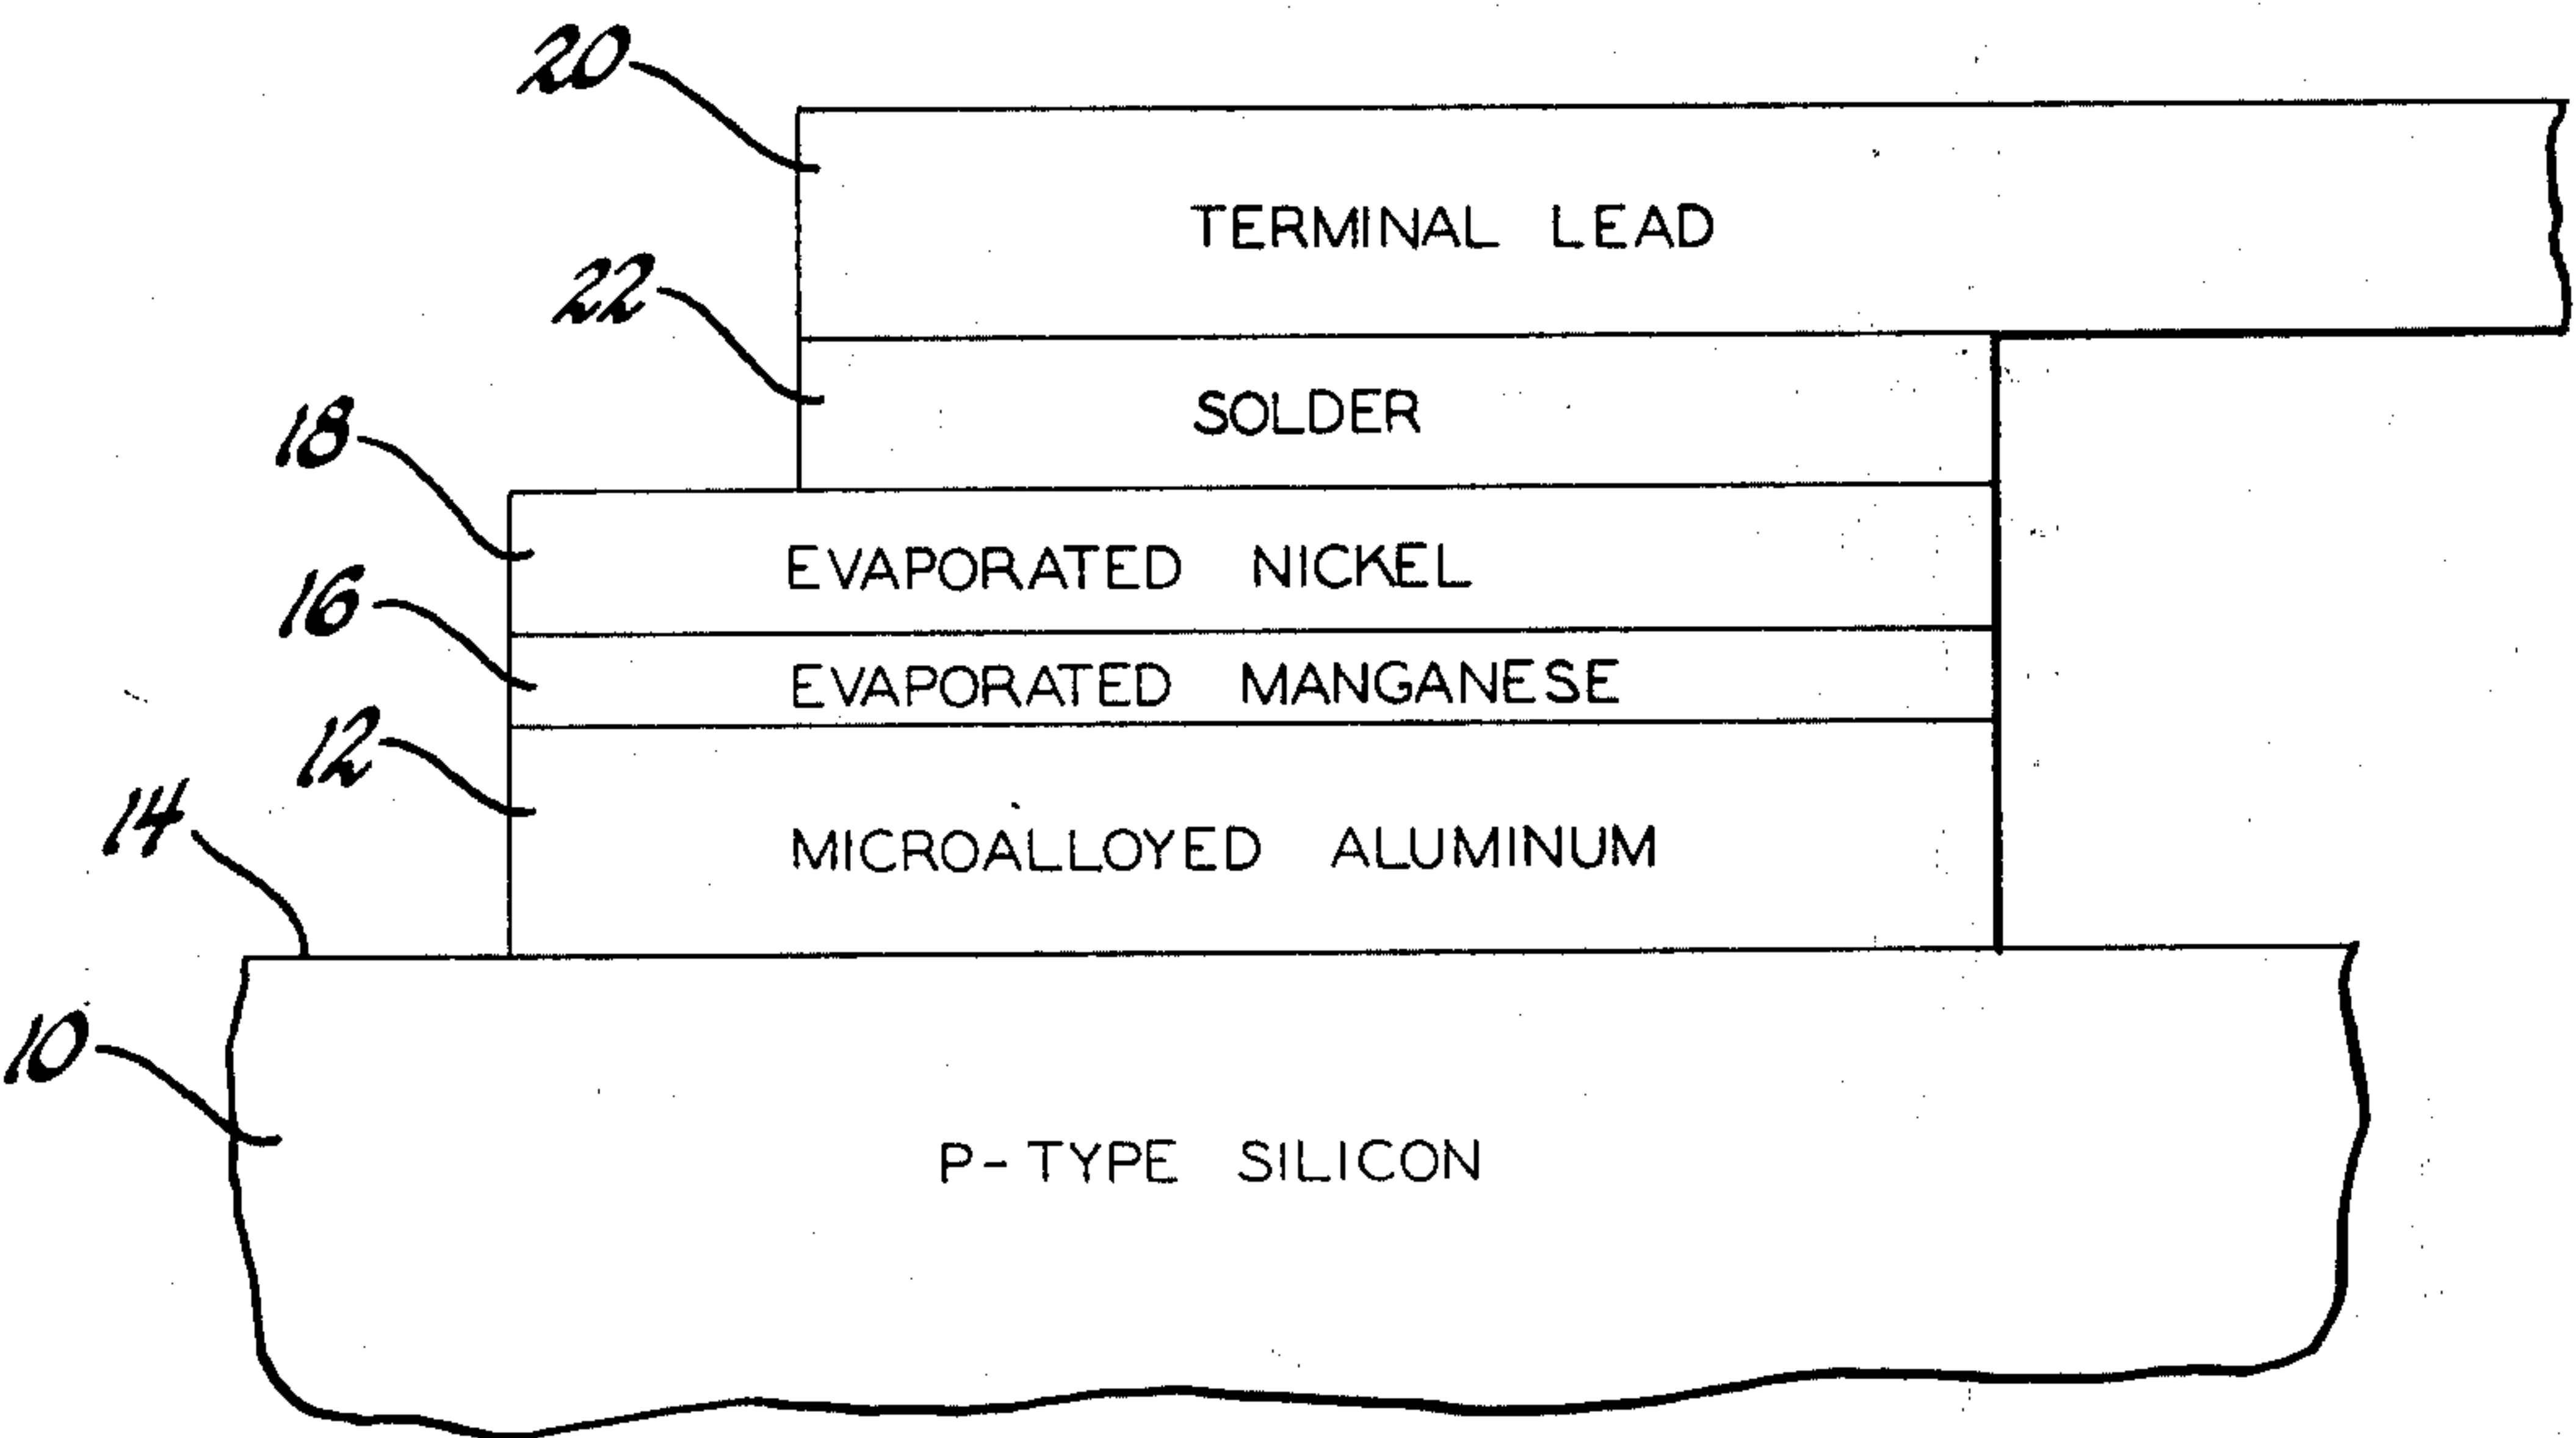 20
TERMINAL LEAD
22
SOLDER
18
EVAPORATED NICKEL
16
EVAPORATED MANGANESE
12
MICROALLOYED ALUMINUM
14
10
P-TYPE SILICON